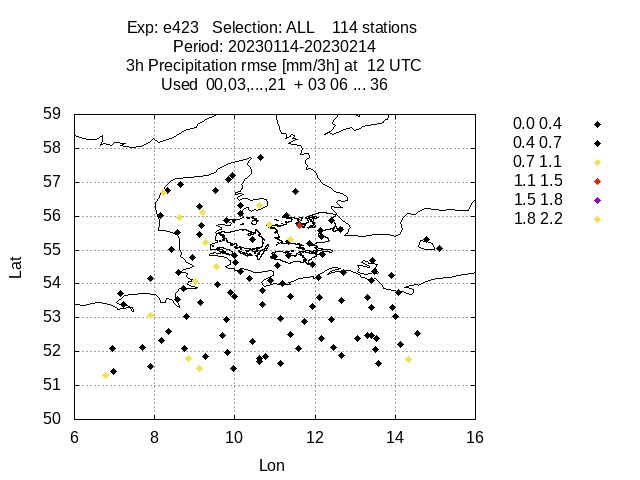 Exp: e423 Selection: ALL 114 stations
Period: 20230114-20230214
3h Precipitation rmse [mm/3h] at 12 UTC
Used 00,03,...,21 + 03 06 ... 36
59
58
57
56
55
54
53
52
51
50
Lat
6 8 10 12 14 16
Lon
0.0 0.4
0.4 0.7
0.7 1.1
1.1 1.5
1.5 1.8
1.8 2.2